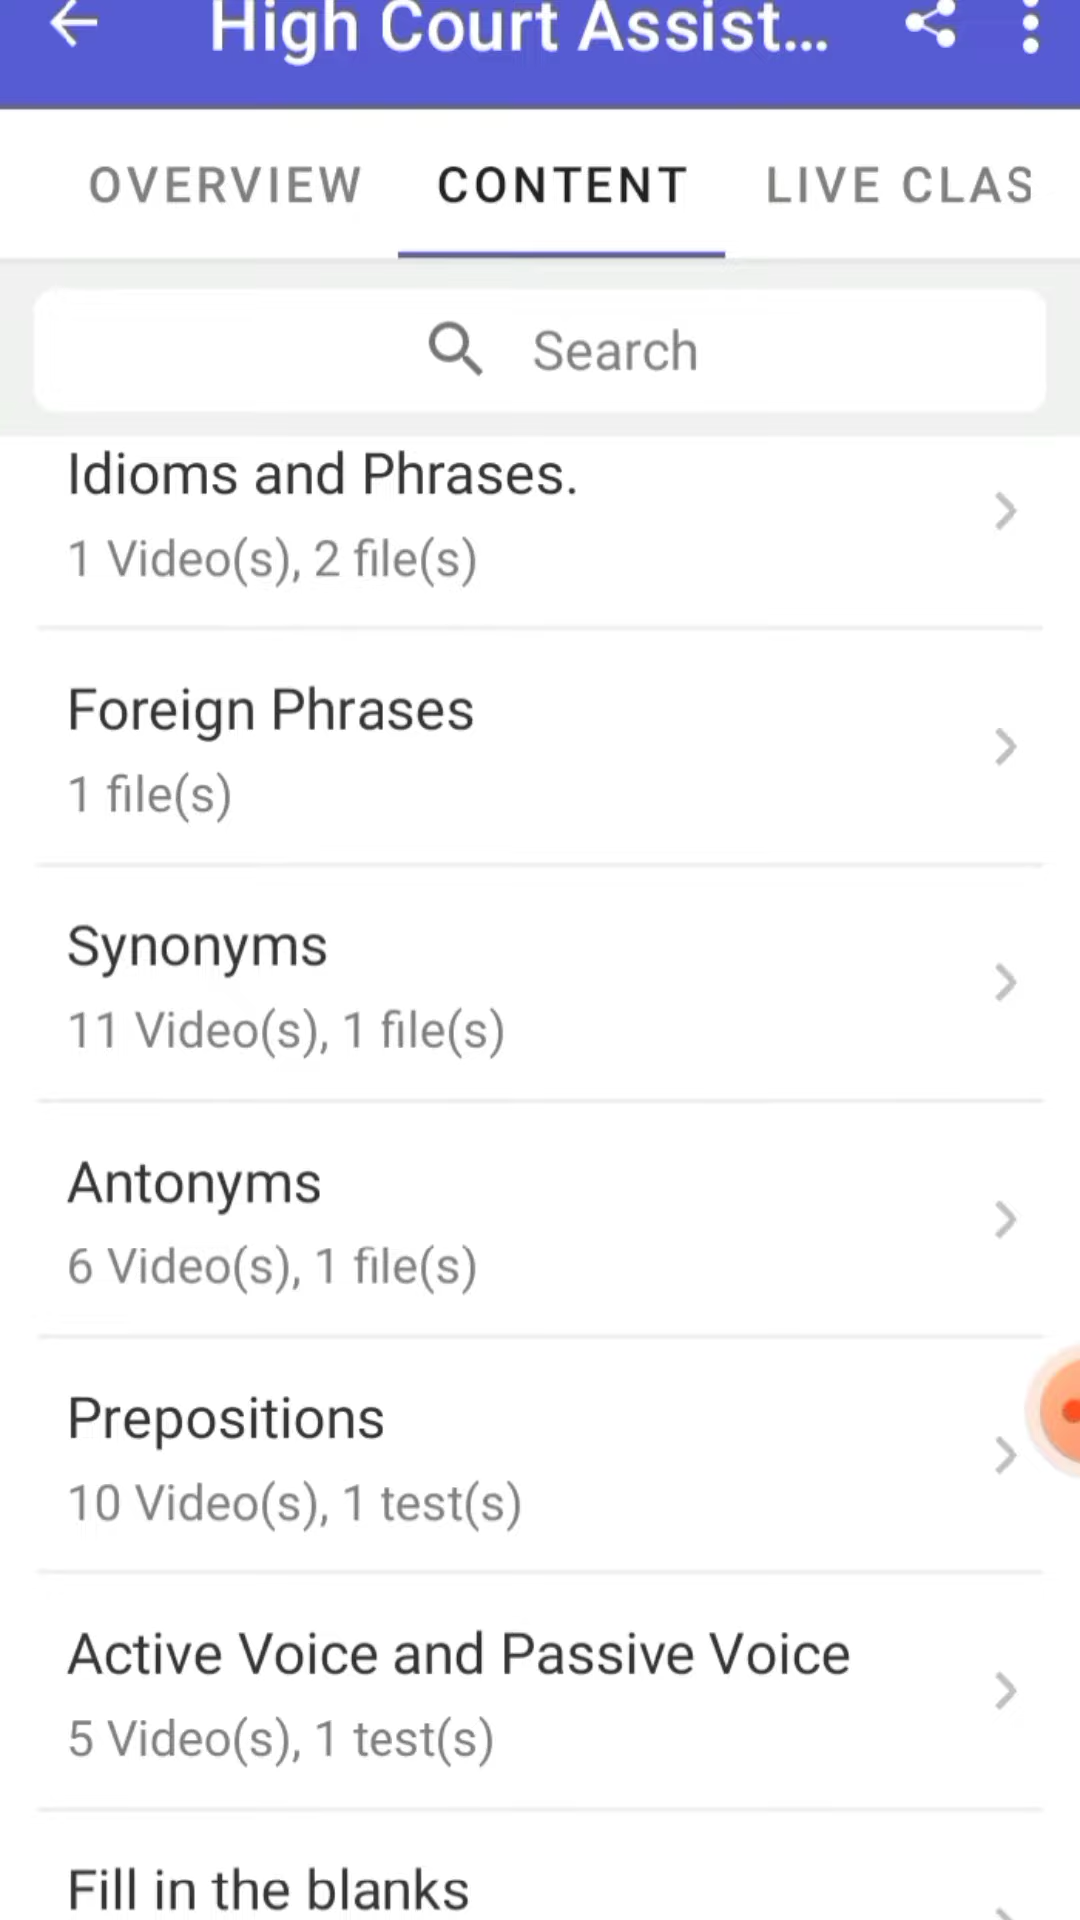 High Court Assist...
OVERVIEW CONTENT LIVE CLAS
Search
Idioms and Phrases.
1 Video(s), 2 file(s)
Foreign Phrases
1 file(s)
Synonyms
11 Video(s), 1 file(s)
Antonyms
6 Video(s), 1 file(s)
Prepositions
10 Video(s), 1 test(s)
Active Voice and Passive Voice
5 Video(s), 1 test(s)
Fill in the blanks